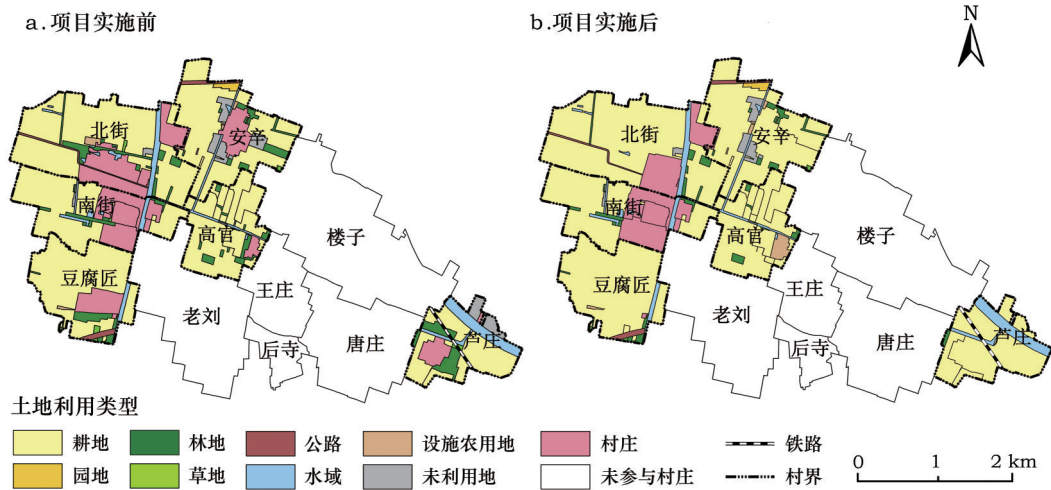 a.项目实施前
b.项目实施后
N
北街
安辛
南街
高官
楼子
豆腐匠
王庄
老刘
后寺
唐庄
芦庄
北街
安辛
南街
高官
楼子
豆腐匠
王庄
老刘
后寺
唐庄
芦庄
土地利用类型
耕地 林地 公路 设施农用地 村庄 铁路
园地 草地 水域 未利用地 未参与村庄 村界
0 1 2 km